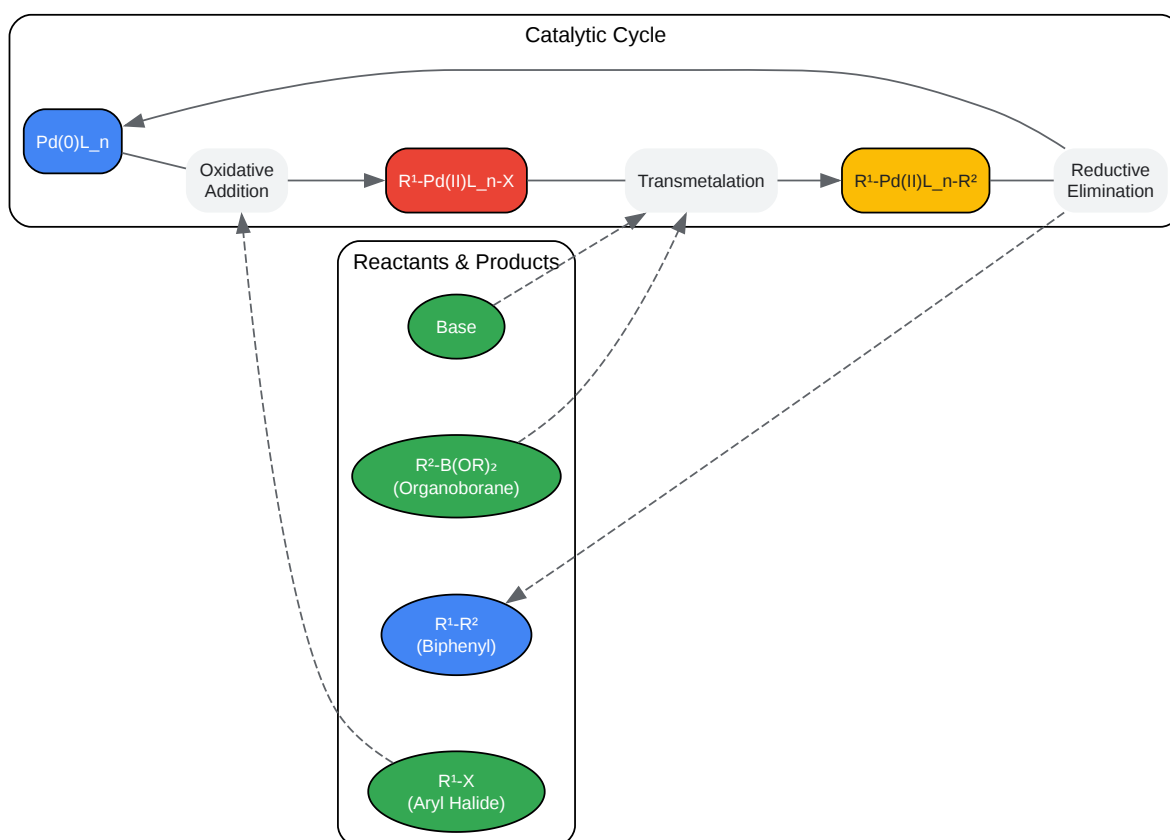 Catalytic Cycle
Pd(0)L_n
Oxidative
Addition
R¹-Pd(II)L_n-X
Transmetalation
R¹-Pd(II)L_n-R²
Reductive
Elimination
Reactants & Products
Base
R²-B(OR)₂
(Organoborane)
R¹-R²
(Biphenyl)
R¹-X
(Aryl Halide)